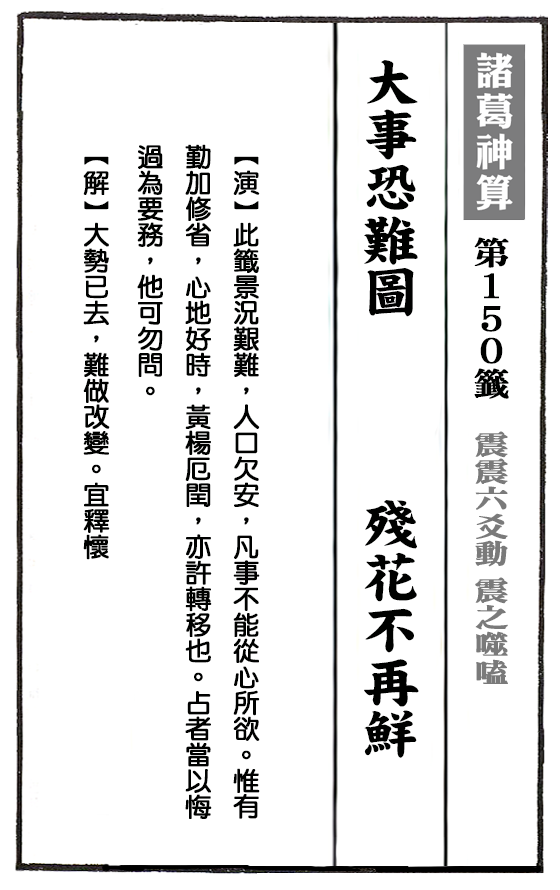 諸葛神算 第１５０籤 震震六爻動 震之噬嗑
大事恐難圖 殘花不再鮮
【演】此籤景況艱難，人口欠安，凡事不能從心所欲。惟有
勤加修省，心地好時，黃楊厄閏，亦許轉移也。占者當以悔
過為要務，他可勿問。
【解】大勢已去，難做改變。宜釋懷